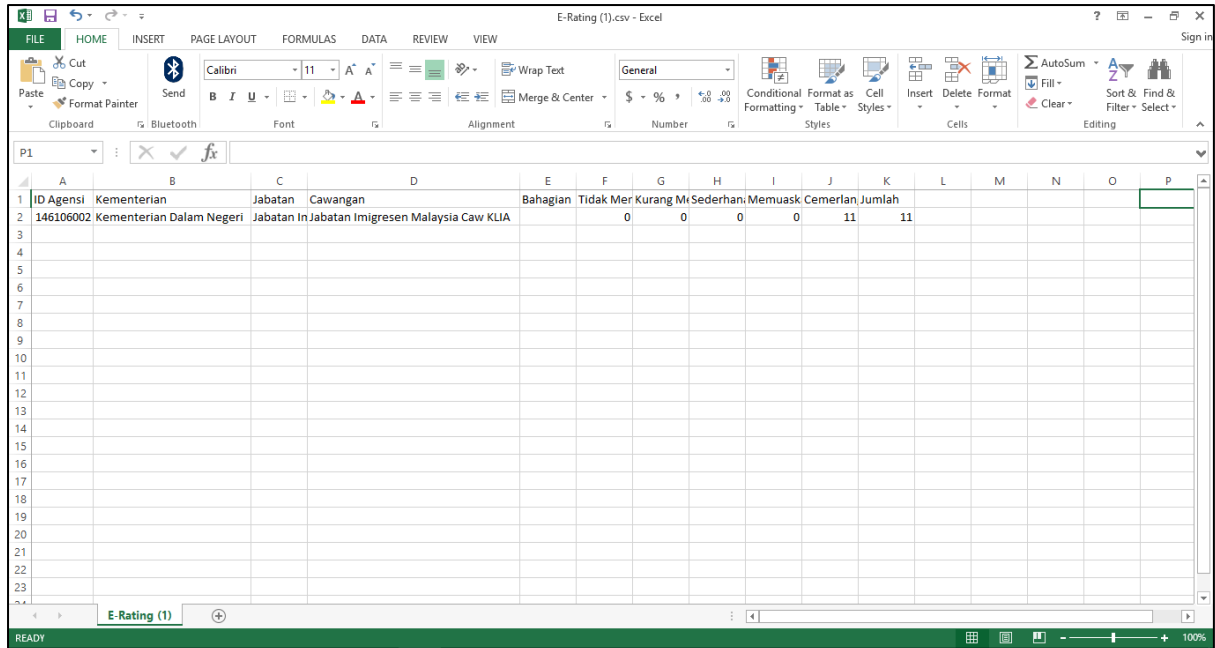 E-Rating (1).csv - Excel
FILE HOME INSERT PAGE LAYOUT FORMULAS DATA REVIEW VIEW Sign in
Cut
Copy
Format Painter
Paste
Clipboard
Send
Bluetooth
Calibri 11
B I U
Font
Wrap Text
Merge & Center
Alignment
General
$ % ,
Number
Conditional Formatting
Format as Table
Cell Styles
Styles
Insert Delete Format
Cells
AutoSum
Fill
Clear
Sort & Filter
Find & Select
Editing
P1 fx
A B C D E F G H I J K L M N O P
1 ID Agensi Kementerian Jabatan Cawangan Bahagian Tidak Mer Kurang Me Sederhana Memuask Cemerlan Jumlah
2 146106002 Kementerian Dalam Negeri Jabatan In Jabatan Imigresen Malaysia Caw KLIA 0 0 0 0 11 11
3
4
5
6
7
8
9
10
11
12
13
14
15
16
17
18
19
20
21
22
23
E-Rating (1)
READY 100%